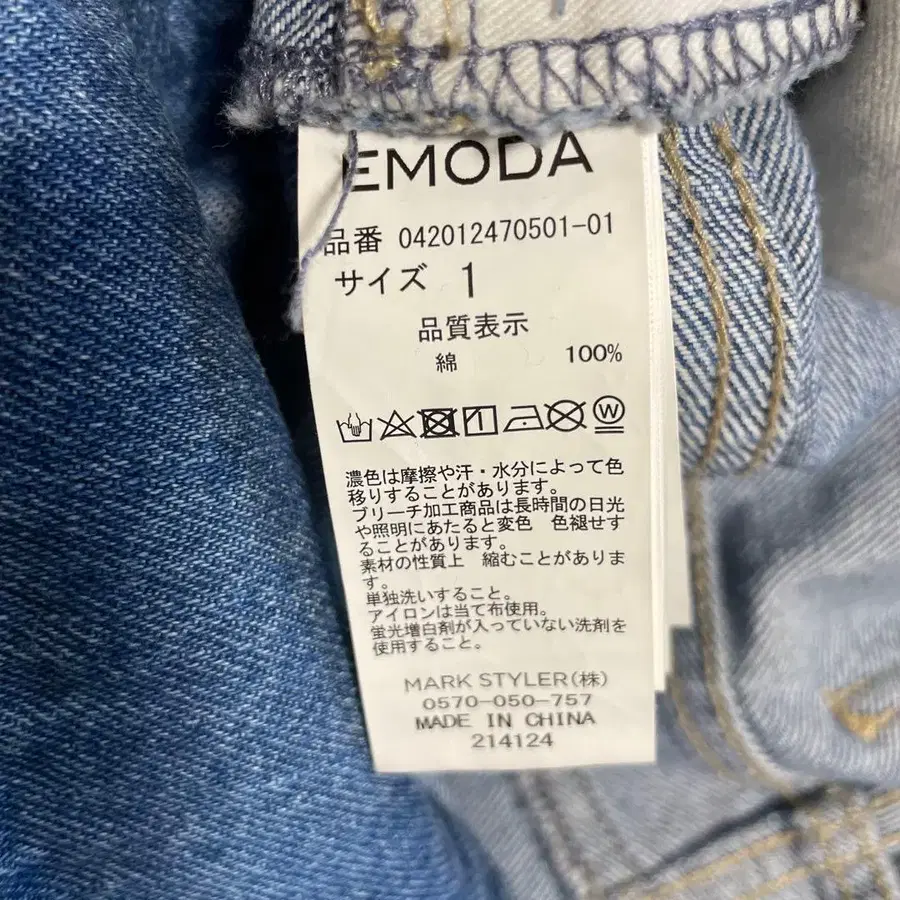 EMODA
品番 042012470501-01
サイズ 1
品質表示
綿 100%
W
濃色は摩擦や汗・水分によって色
移りすることがあります。
ブリーチ加工商品は長時間の日光
や照明にあたると変色 色褪せす
ることがあります。
素材の性質上 縮むことがありま
す。
単独洗いすること。
アイロンは当て布使用。
蛍光増白剤が入っていない洗剤を
使用すること。
MARK STYLER(株)
0570-050-757
MADE IN CHINA
214124